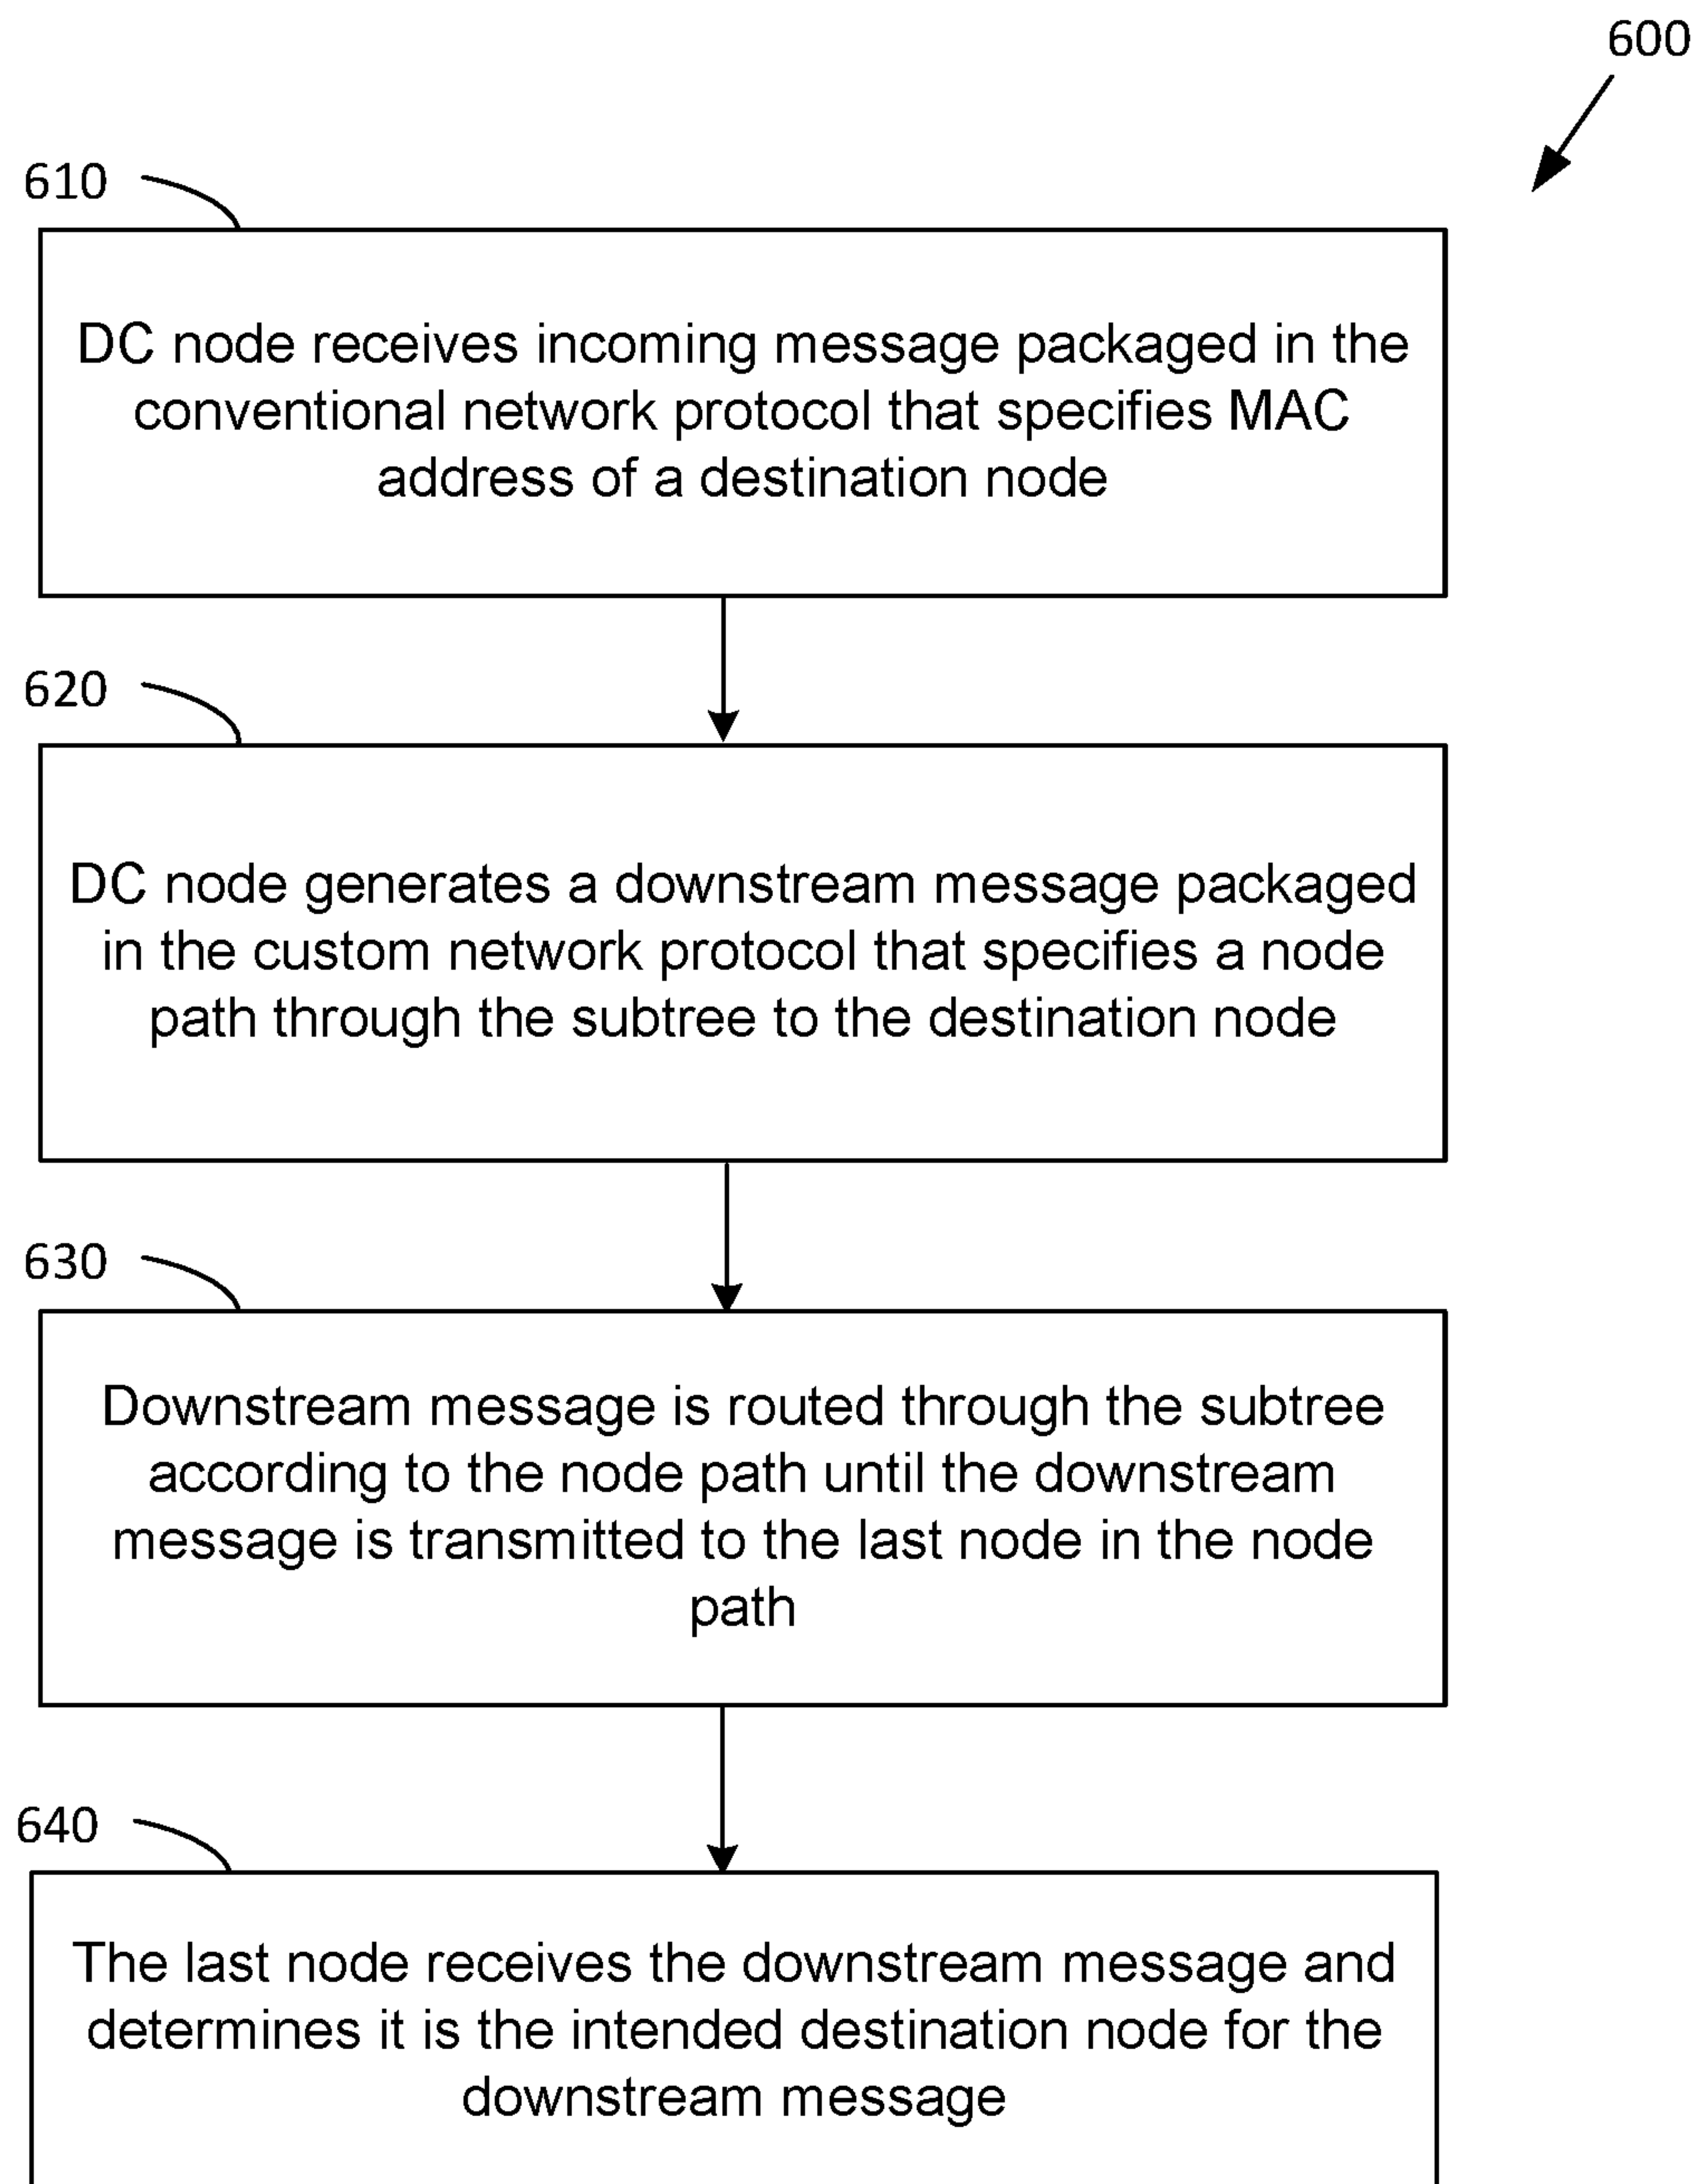 600
610
DC node receives incoming message packaged in the
conventional network protocol that specifies MAC
address of a destination node
620
DC node generates a downstream message packaged
in the custom network protocol that specifies a node
path through the subtree to the destination node
630
Downstream message is routed through the subtree
according to the node path until the downstream
message is transmitted to the last node in the node
path
640
The last node receives the downstream message and
determines it is the intended destination node for the
downstream message